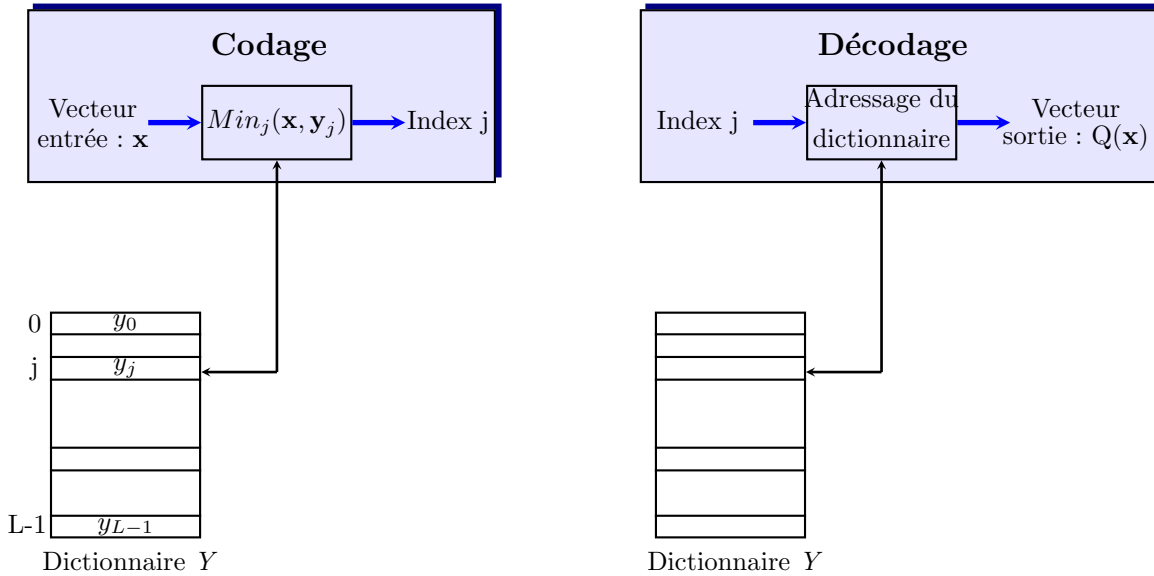 Codage
Vecteur
entrée : x
Min_j(x, y_j)
Index j
Décodage
Index j
Adressage du
dictionnaire
Vecteur
sortie : Q(x)
0
y_0
j
y_j
L-1
y_{L-1}
Dictionnaire Y
Dictionnaire Y